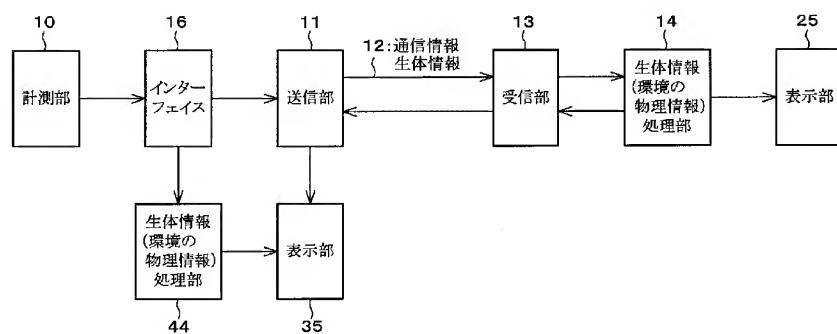 10
16
11
13
14
25
12:通信情報
生体情報
計測部
インター
フェイス
送信部
受信部
生体情報
(環境の
物理情報)
処理部
表示部
生体情報
(環境の
物理情報)
処理部
表示部
44
35